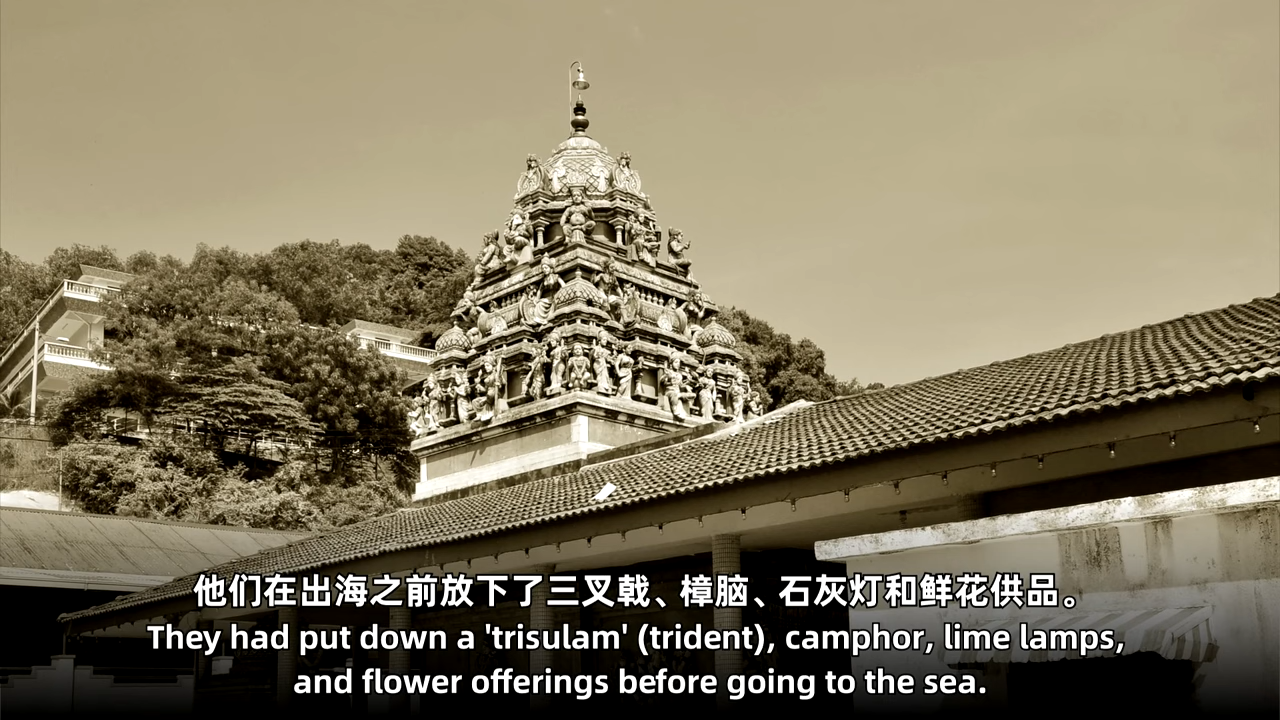 他们在出海之前放下了三叉戟、樟脑、石灰灯和鲜花供品。
They had put down a 'trisulam' (trident), camphor, lime lamps,
and flower offerings before going to the sea.